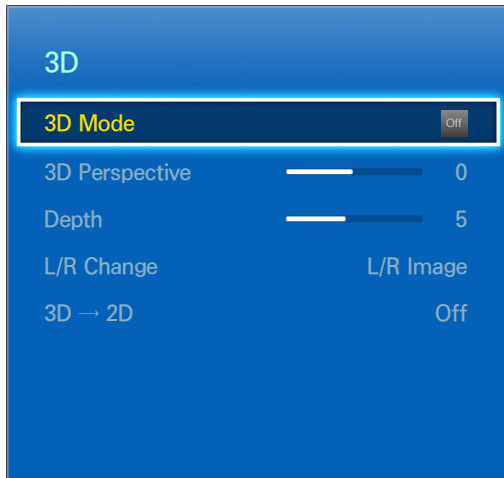 3D
3D Mode Off
3D Perspective 0
Depth 5
L/R Change L/R Image
3D → 2D Off